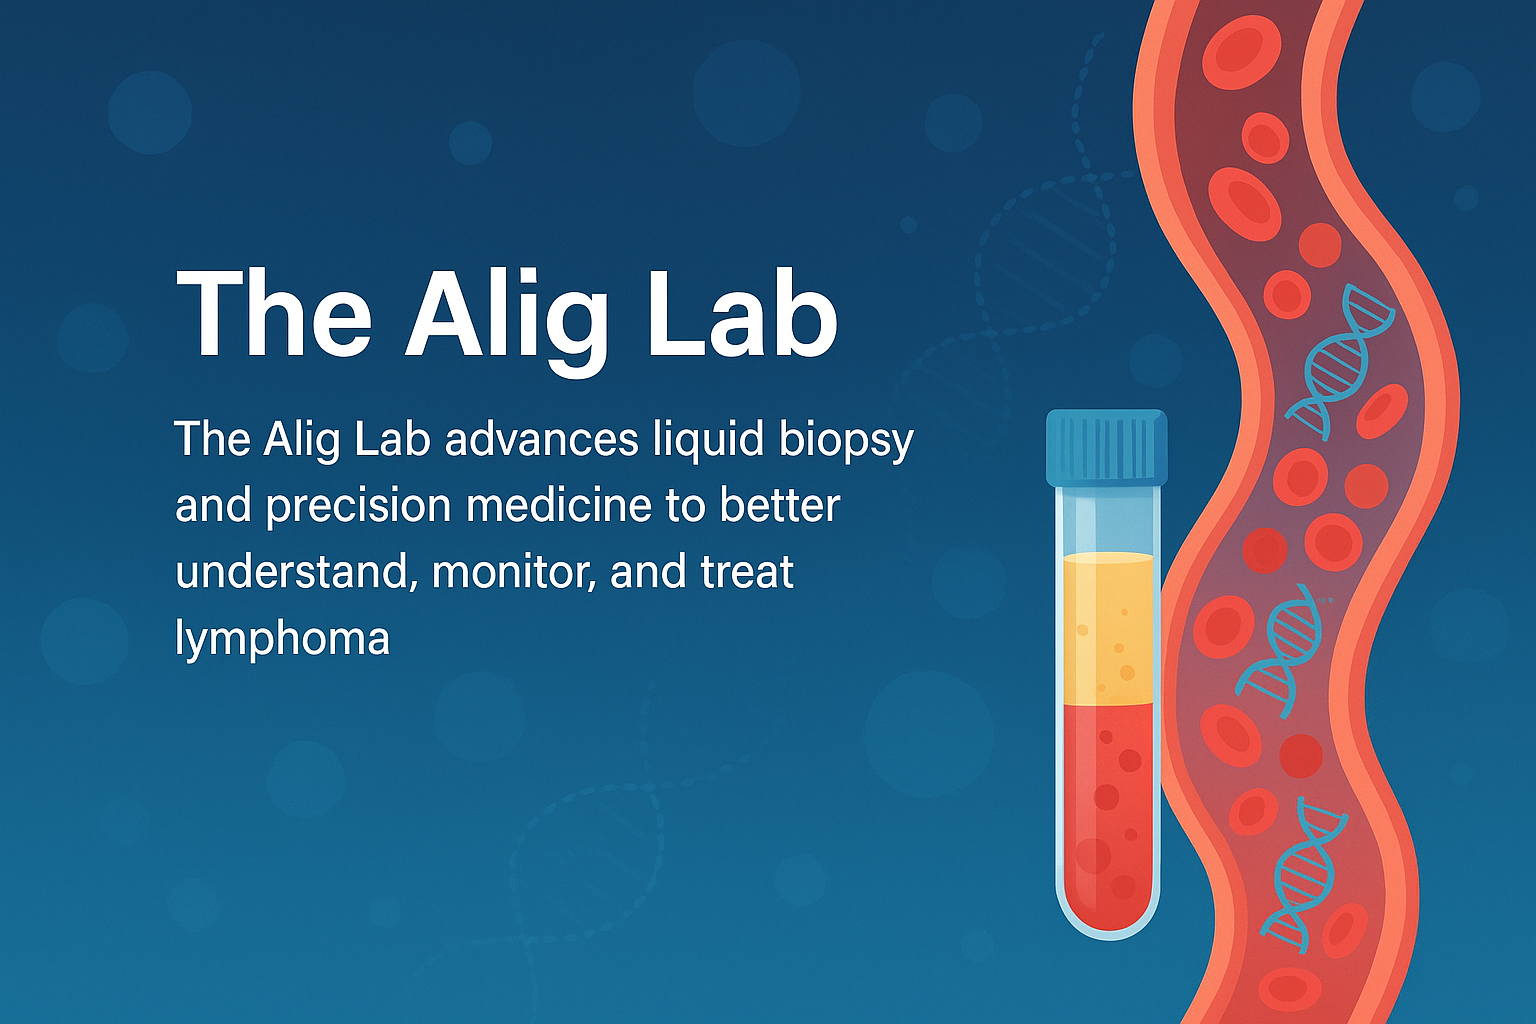 The Alig Lab
The Alig Lab advances liquid biopsy
and precision medicine to better
understand, monitor, and treat
lymphoma